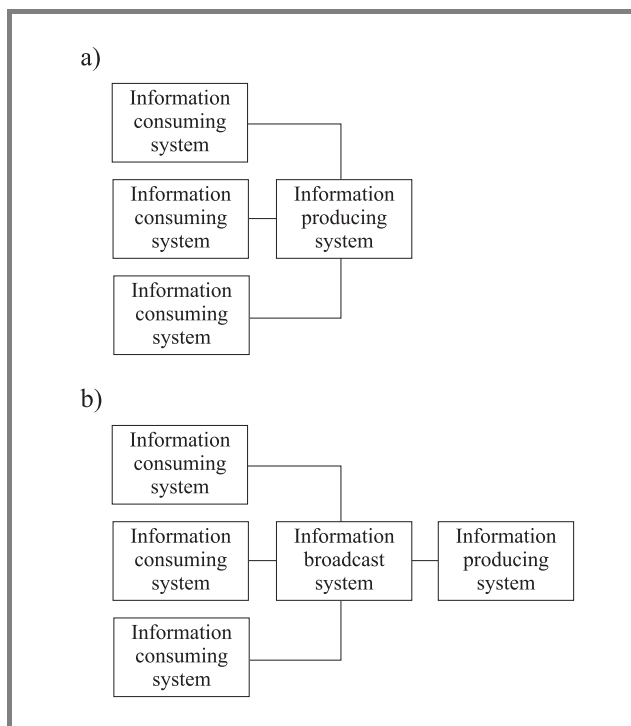 a)
Information
consuming
system
Information
consuming
system
Information
producing
system
Information
consuming
system
b)
Information
consuming
system
Information
consuming
system
Information
broadcast
system
Information
producing
system
Information
consuming
system